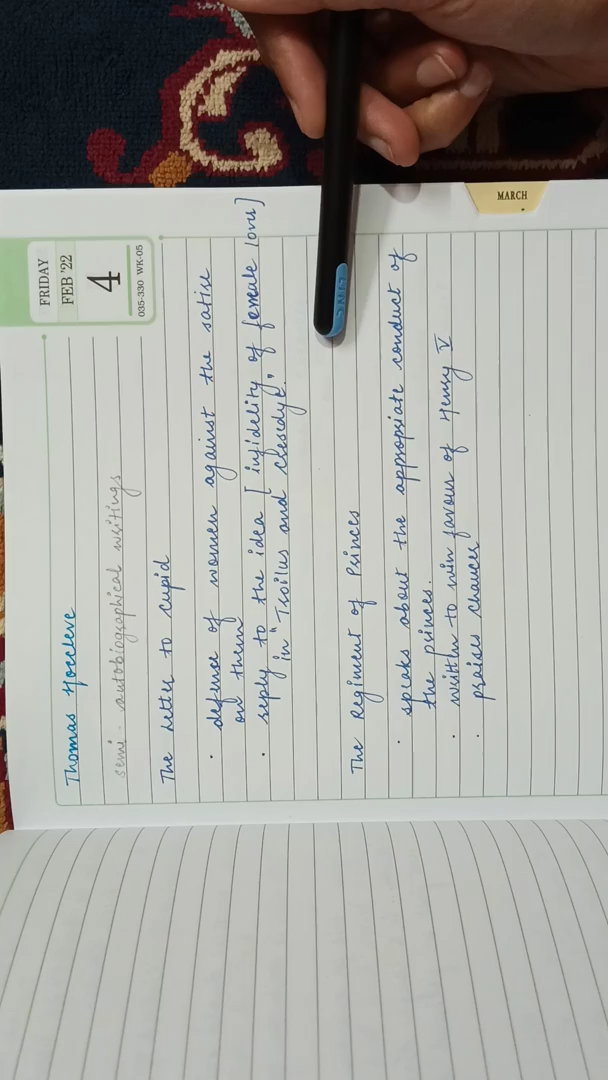 FRIDAY
FEB '22
4
035-330 WK-05
MARCH
Thomas Hoccleve
semi - autobiographical writings
The Letter to Cupid
· defence of women against the satire
on them
· reply to the idea [infidelity of female love]
in "Troilus and
The Regiment of Princes
· speaks about the appropriate conduct of
the princes.
· written to win favour of Henry V
· praises chaucer